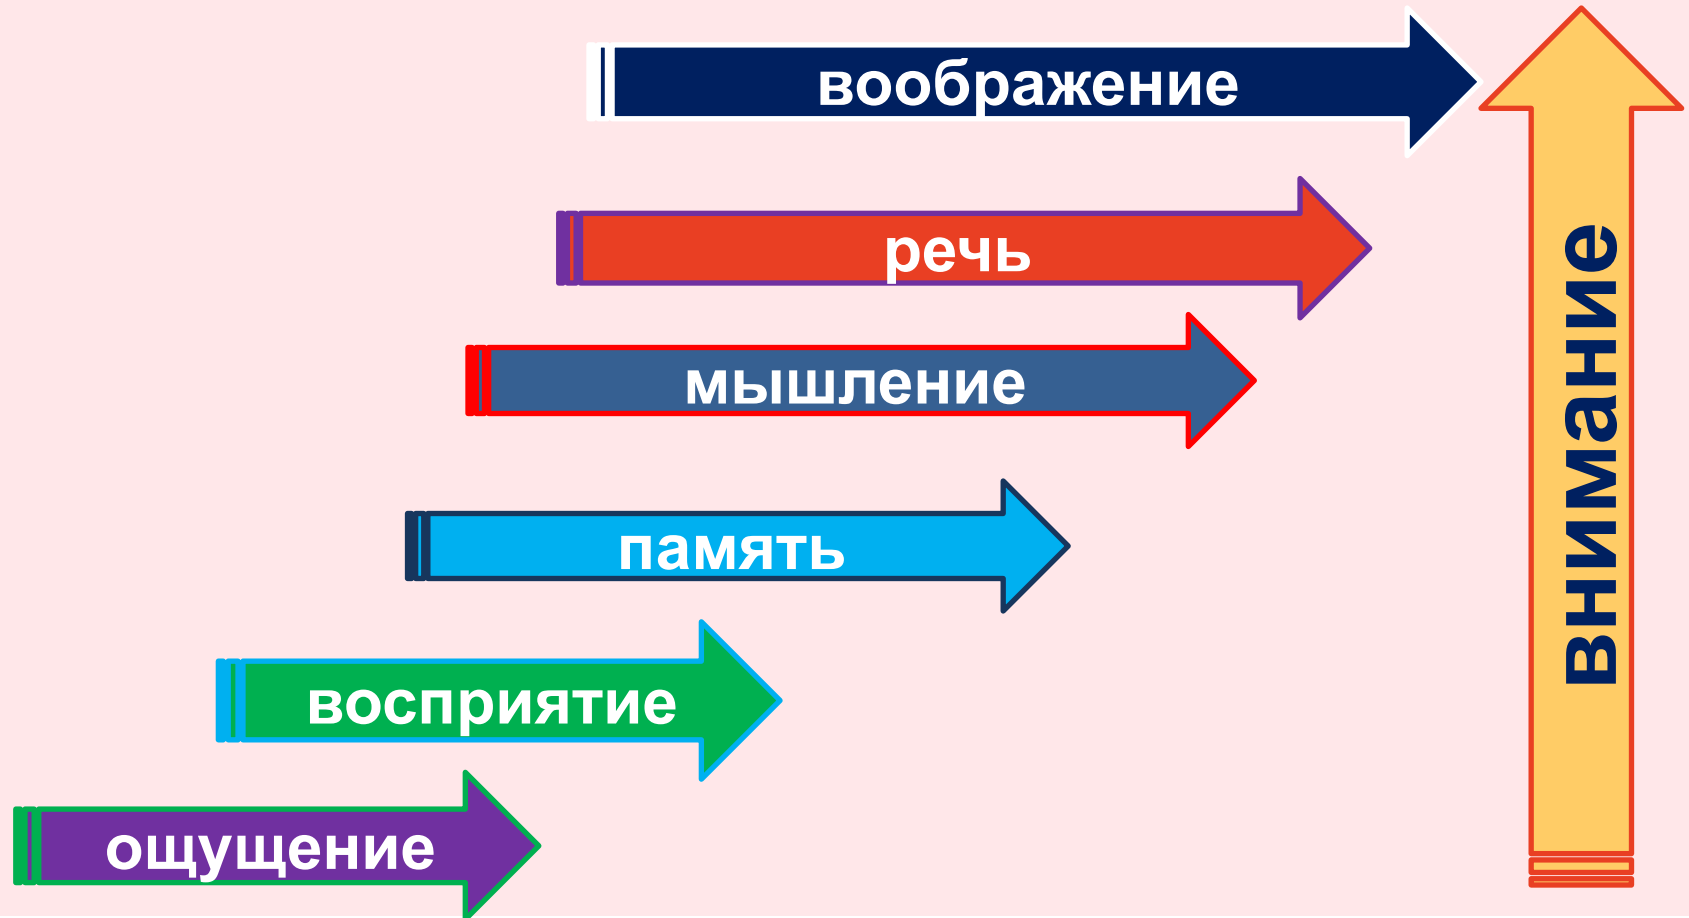 воображение
речь
мышление
память
восприятие
ощущение
внимание